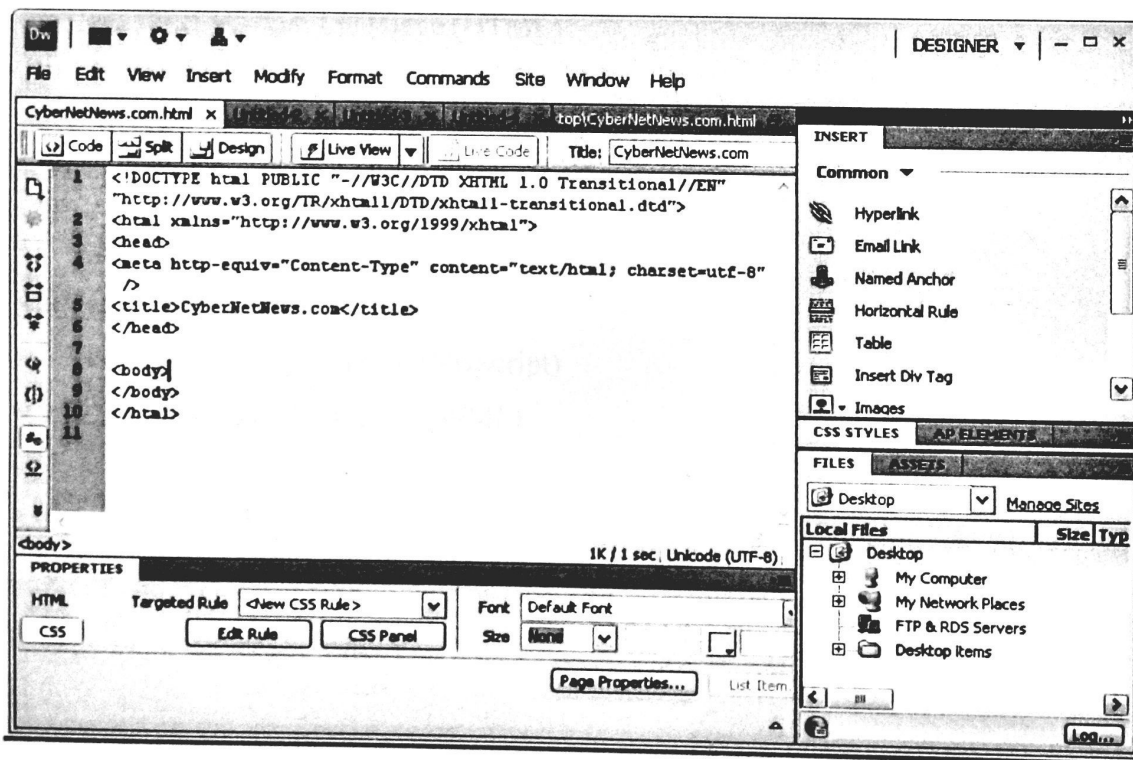 Dw DESIGNER
File Edit View Insert Modify Format Commands Site Window Help
CyberNetNews.com.html x top\CyberNetNews.com.html
Code Split Design Live View Live Code Title: CyberNetNews.com
1 <!DOCTYPE html PUBLIC "-//W3C//DTD XHTML 1.0 Transitional//EN"
"http://www.w3.org/TR/xhtml1/DTD/xhtml1-transitional.dtd">
2 <html xmlns="http://www.w3.org/1999/xhtml">
3 <head>
4 <meta http-equiv="Content-Type" content="text/html; charset=utf-8"
/>
5 <title>CyberNetNews.com</title>
6 </head>
7
8 <body>
9 </body>
10 </html>
11
<body> 1K / 1 sec Unicode (UTF-8)
PROPERTIES
HTML Targeted Rule <New CSS Rule> Font Default Font
CSS Edit Rule CSS Panel Size None
Page Properties... List Item
INSERT
Common
Hyperlink
Email Link
Named Anchor
Horizontal Rule
Table
Insert Div Tag
Images
CSS STYLES AP ELEMENTS
FILES ASSETS
Desktop Manage Sites
Local Files Size Typ
Desktop
My Computer
My Network Places
FTP & RDS Servers
Desktop Items
Log...